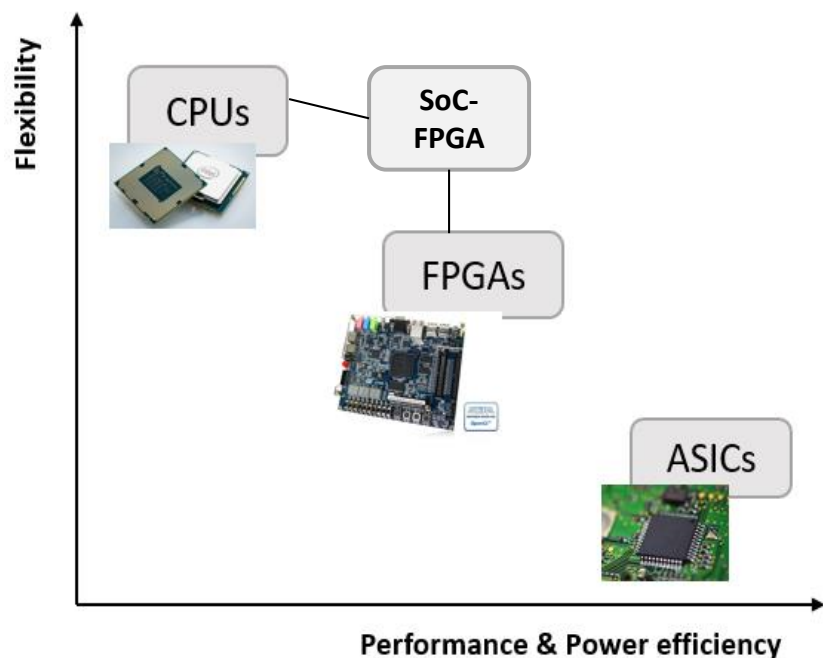 Flexibility
CPUs
SoC-
FPGA
FPGAs
ASICs
Performance & Power efficiency